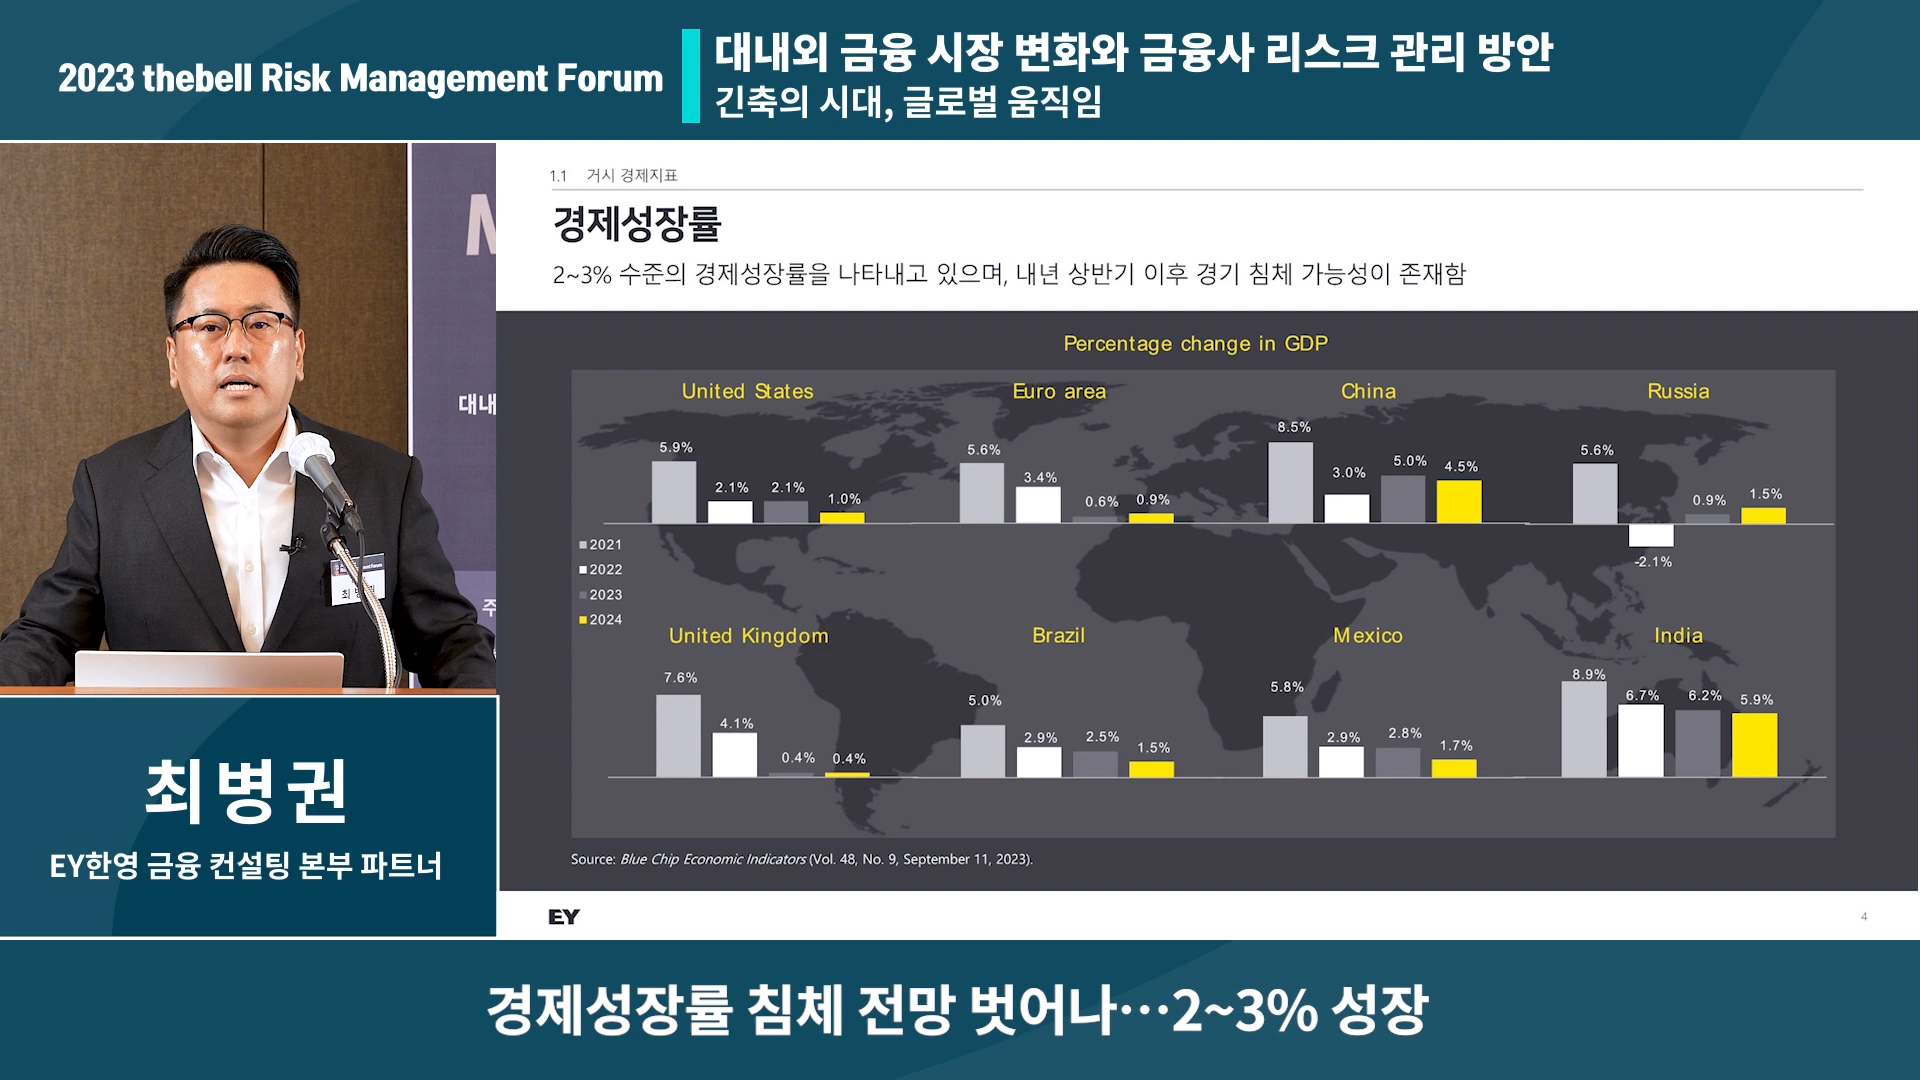 2023 thebell Risk Management Forum
대내외 금융 시장 변화와 금융사 리스크 관리 방안
긴축의 시대, 글로벌 움직임
대내
최병권
EY한영 금융 컨설팅 본부 파트너
1.1 거시 경제지표
경제성장률
2~3% 수준의 경제성장률을 나타내고 있으며, 내년 상반기 이후 경기 침체 가능성이 존재함
Percentage change in GDP
United States
5.9% 2.1% 2.1% 1.0%
Euro area
5.6% 3.4% 0.6% 0.9%
China
8.5% 3.0% 5.0% 4.5%
Russia
5.6% -2.1% 0.9% 1.5%
2021
2022
2023
2024
United Kingdom
7.6% 4.1% 0.4% 0.4%
Brazil
5.0% 2.9% 2.5% 1.5%
Mexico
5.8% 2.9% 2.8% 1.7%
India
8.9% 6.7% 6.2% 5.9%
Source: Blue Chip Economic Indicators (Vol. 48, No. 9, September 11, 2023).
EY
4
경제성장률 침체 전망 벗어나…2~3% 성장